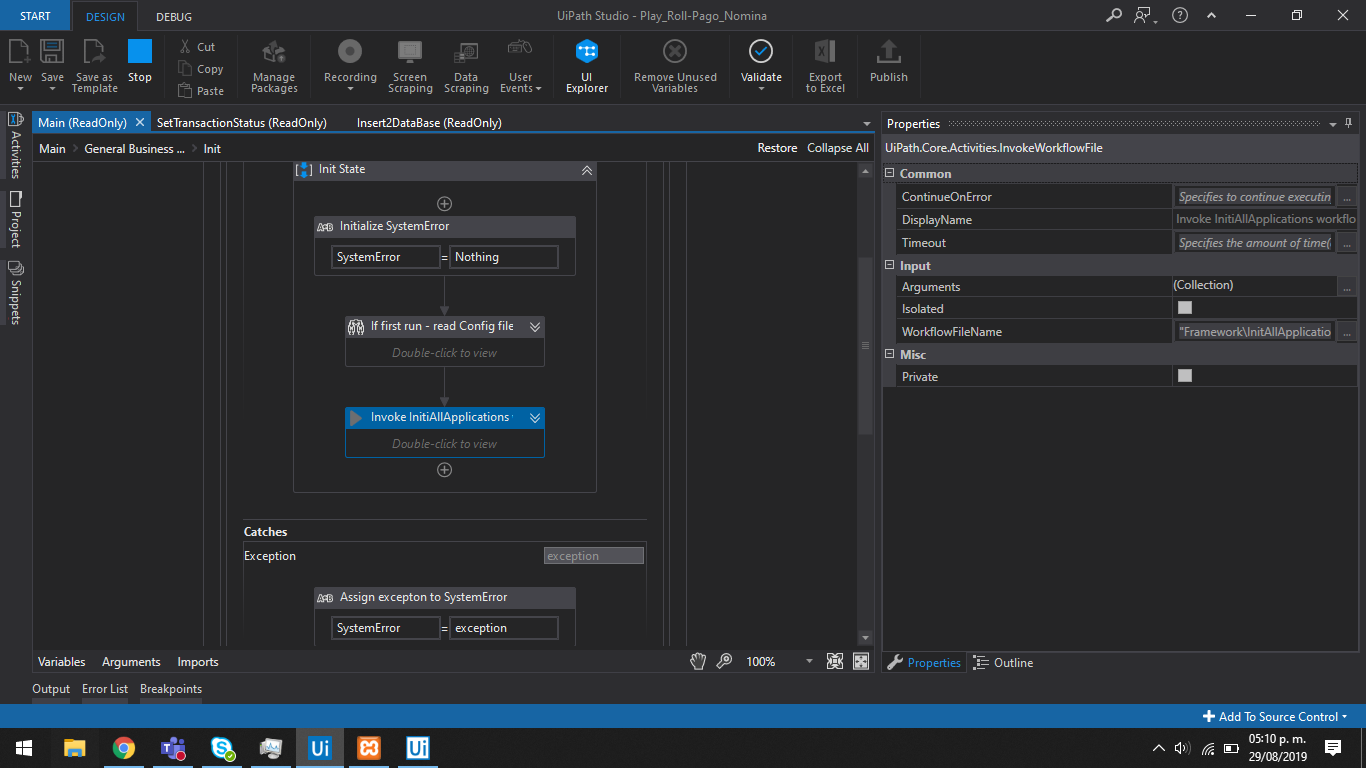 START DESIGN DEBUG UiPath Studio - Play_Roll-Pago_Nomina
New Save Save as Template Stop Cut Copy Paste Manage Packages Recording Screen Scraping Data Scraping User Events UI Explorer Remove Unused Variables Validate Export to Excel Publish
Main (ReadOnly) SetTransactionStatus (ReadOnly) Insert2DataBase (ReadOnly)
Main General Business ... Init Restore Collapse All
Activities
Project
Snippets
Init State
Initialize SystemError
SystemError = Nothing
If first run - read Config file
Double-click to view
Invoke InitiAllApplications
Double-click to view
Catches
Exception exception
Assign excepton to SystemError
SystemError = exception
Variables Arguments Imports 100%
Output Error List Breakpoints
Properties
UiPath.Core.Activities.InvokeWorkflowFile
Common
ContinueOnError Specifies to continue executin ...
DisplayName Invoke InitiAllApplications workflo
Timeout Specifies the amount of time( ...
Input
Arguments (Collection) ...
Isolated
WorkflowFileName "Framework\InitAllApplicatio ...
Misc
Private
Properties Outline
Add To Source Control
05:10 p. m.
29/08/2019